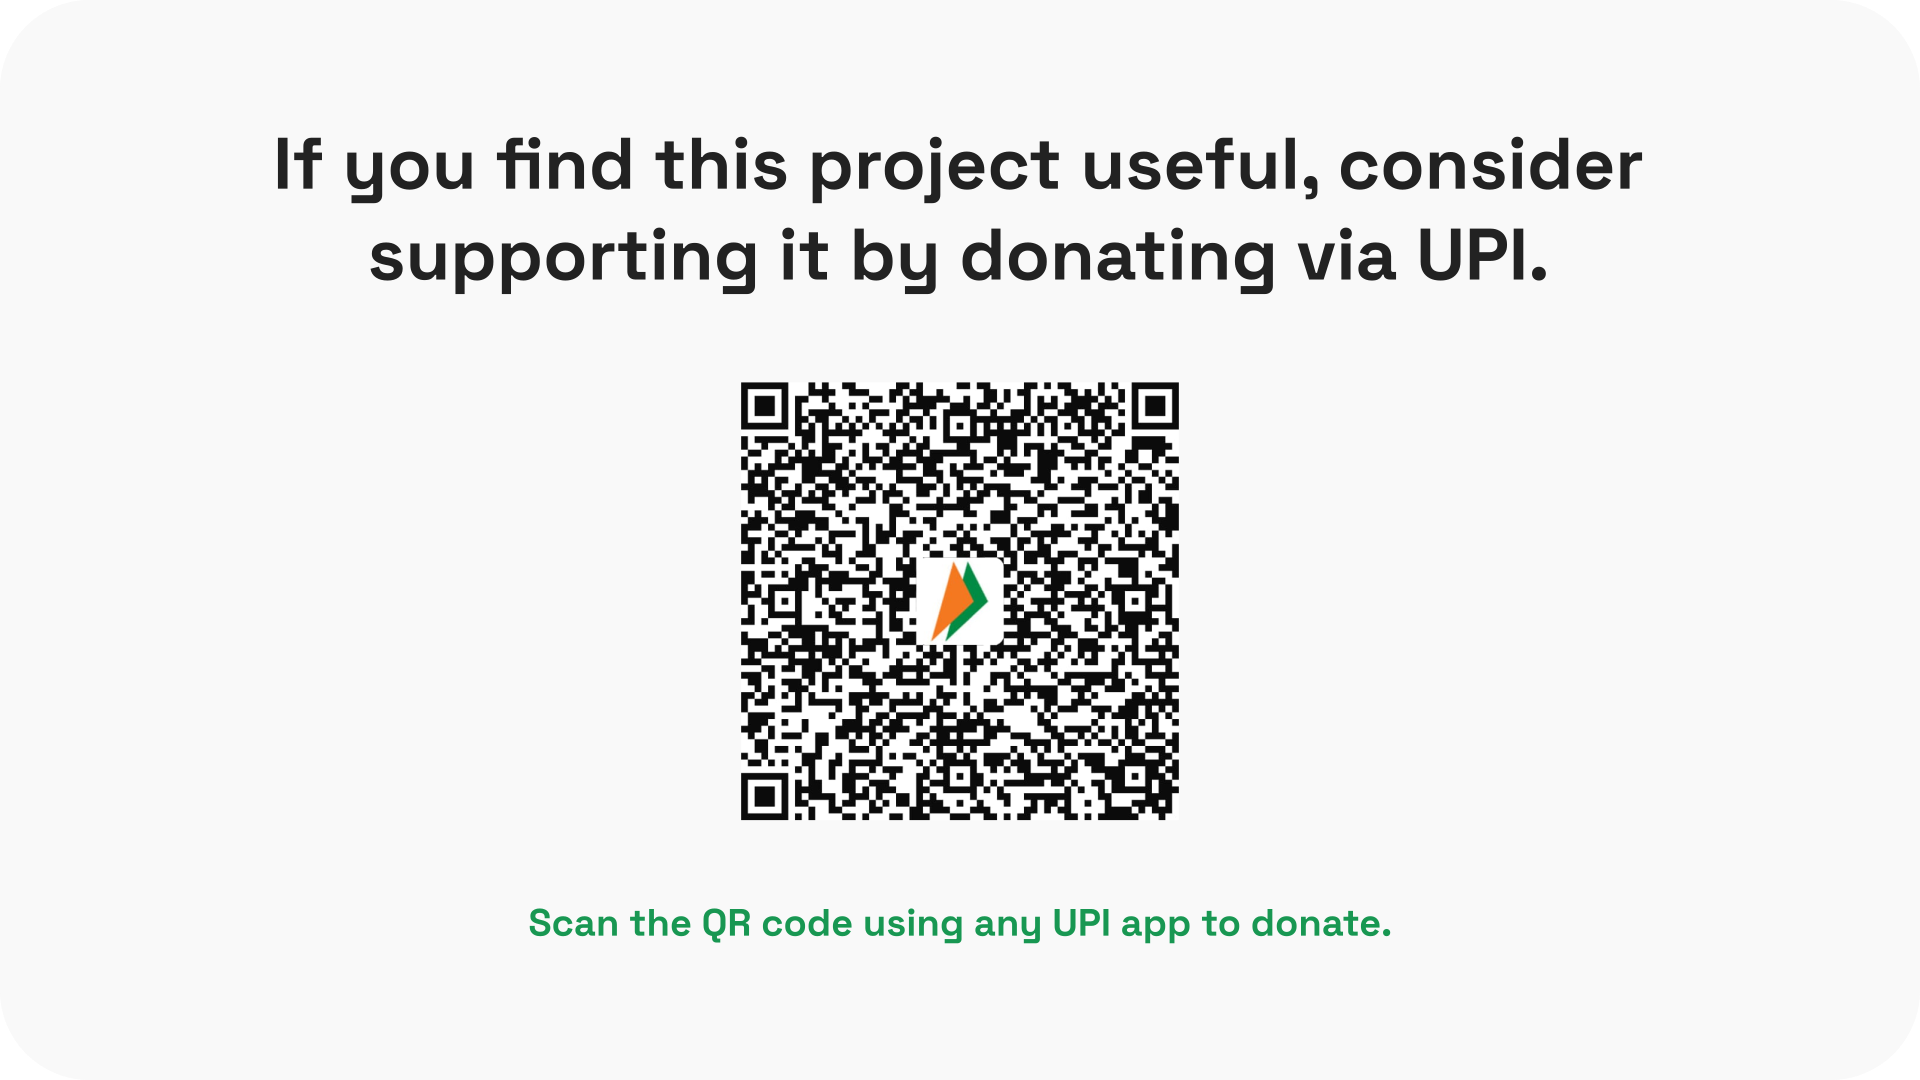 If you find this project useful, consider
supporting it by donating via UPI.
Scan the QR code using any UPI app to donate.